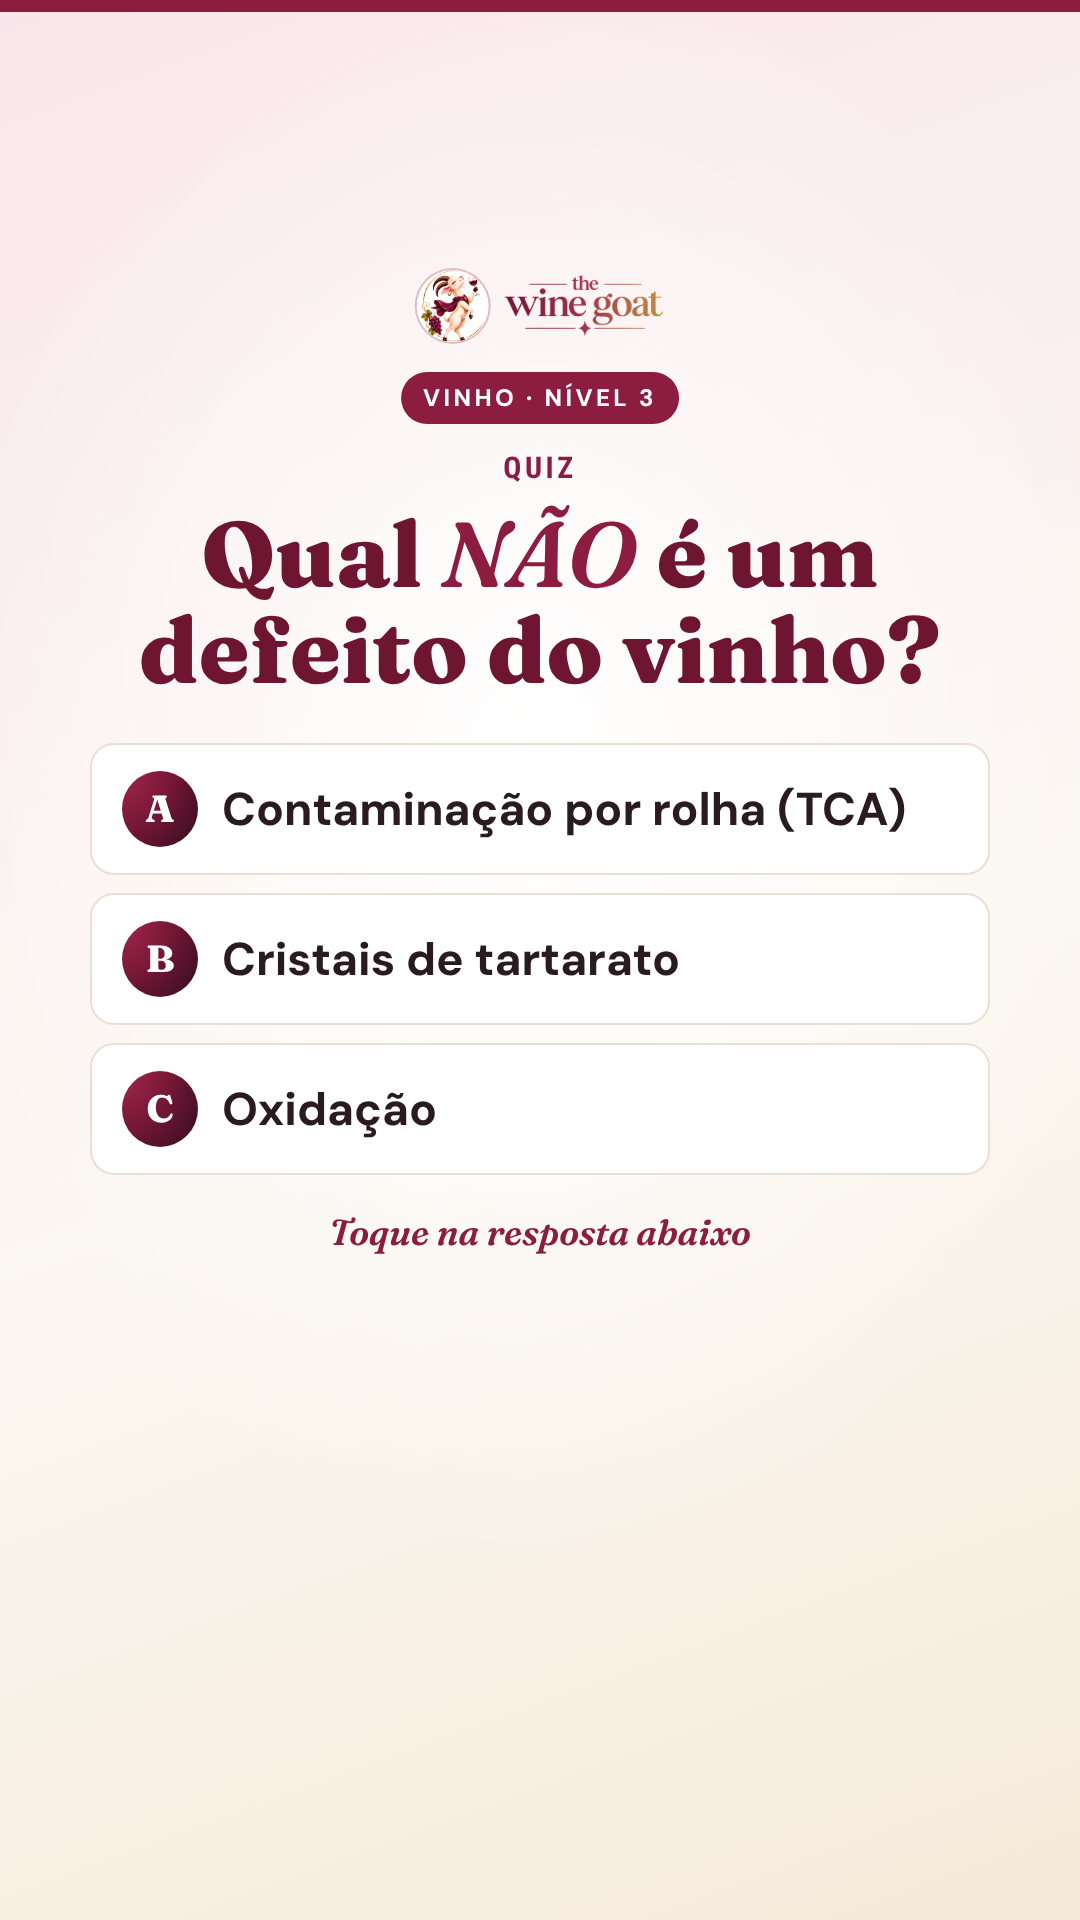 the
wine goat
VINHO · NÍVEL 3
QUIZ
Qual NÃO é um
defeito do vinho?
A Contaminação por rolha (TCA)
B Cristais de tartarato
C Oxidação
Toque na resposta abaixo